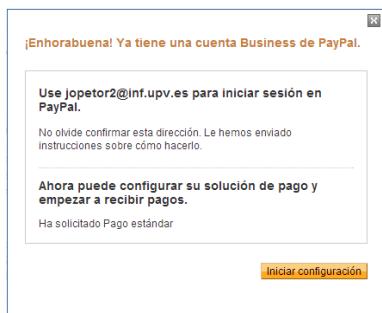 ¡Enhorabuena! Ya tiene una cuenta Business de PayPal.
Use jopetor2@inf.upv.es para iniciar sesión en
PayPal.
No olvide confirmar esta dirección. Le hemos enviado
instrucciones sobre cómo hacerlo.
Ahora puede configurar su solución de pago y
empezar a recibir pagos.
Ha solicitado Pago estándar
Iniciar configuración